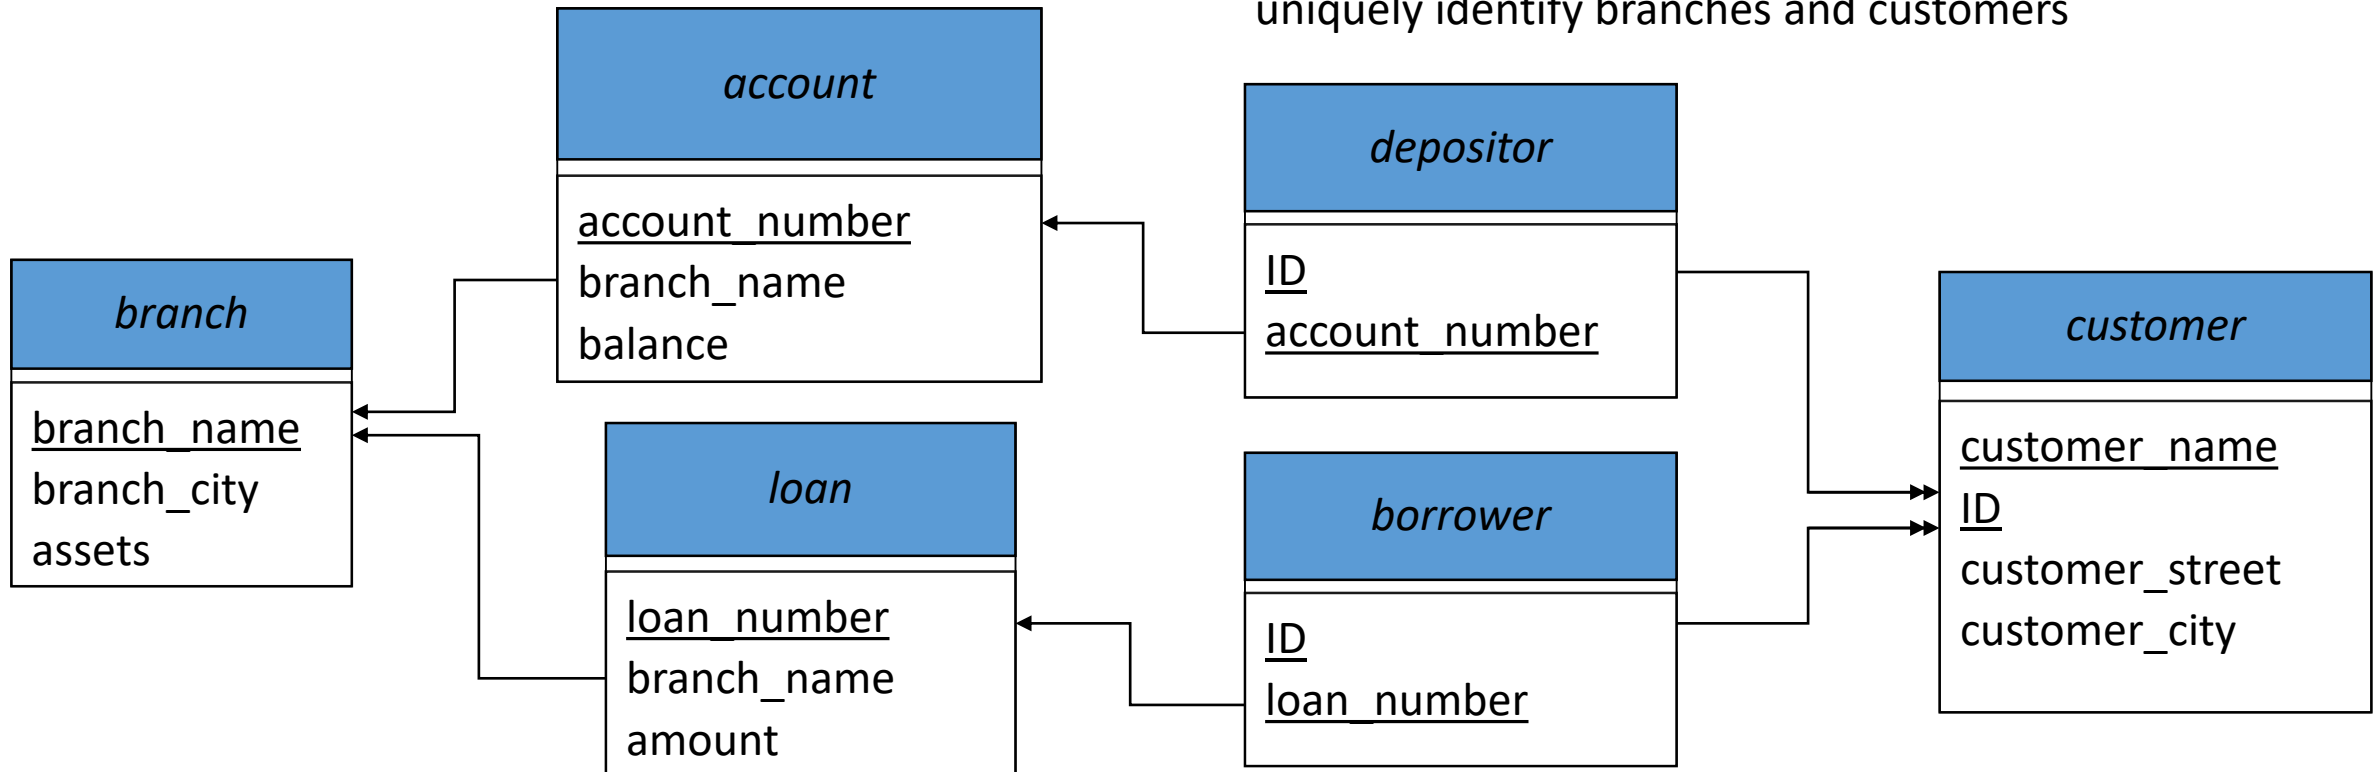 uniquely identify branches and customers
account
account_number
branch_name
balance
depositor
ID
account_number
branch
branch_name
branch_city
assets
customer
customer_name
ID
customer_street
customer_city
loan
loan_number
branch_name
amount
borrower
ID
loan_number